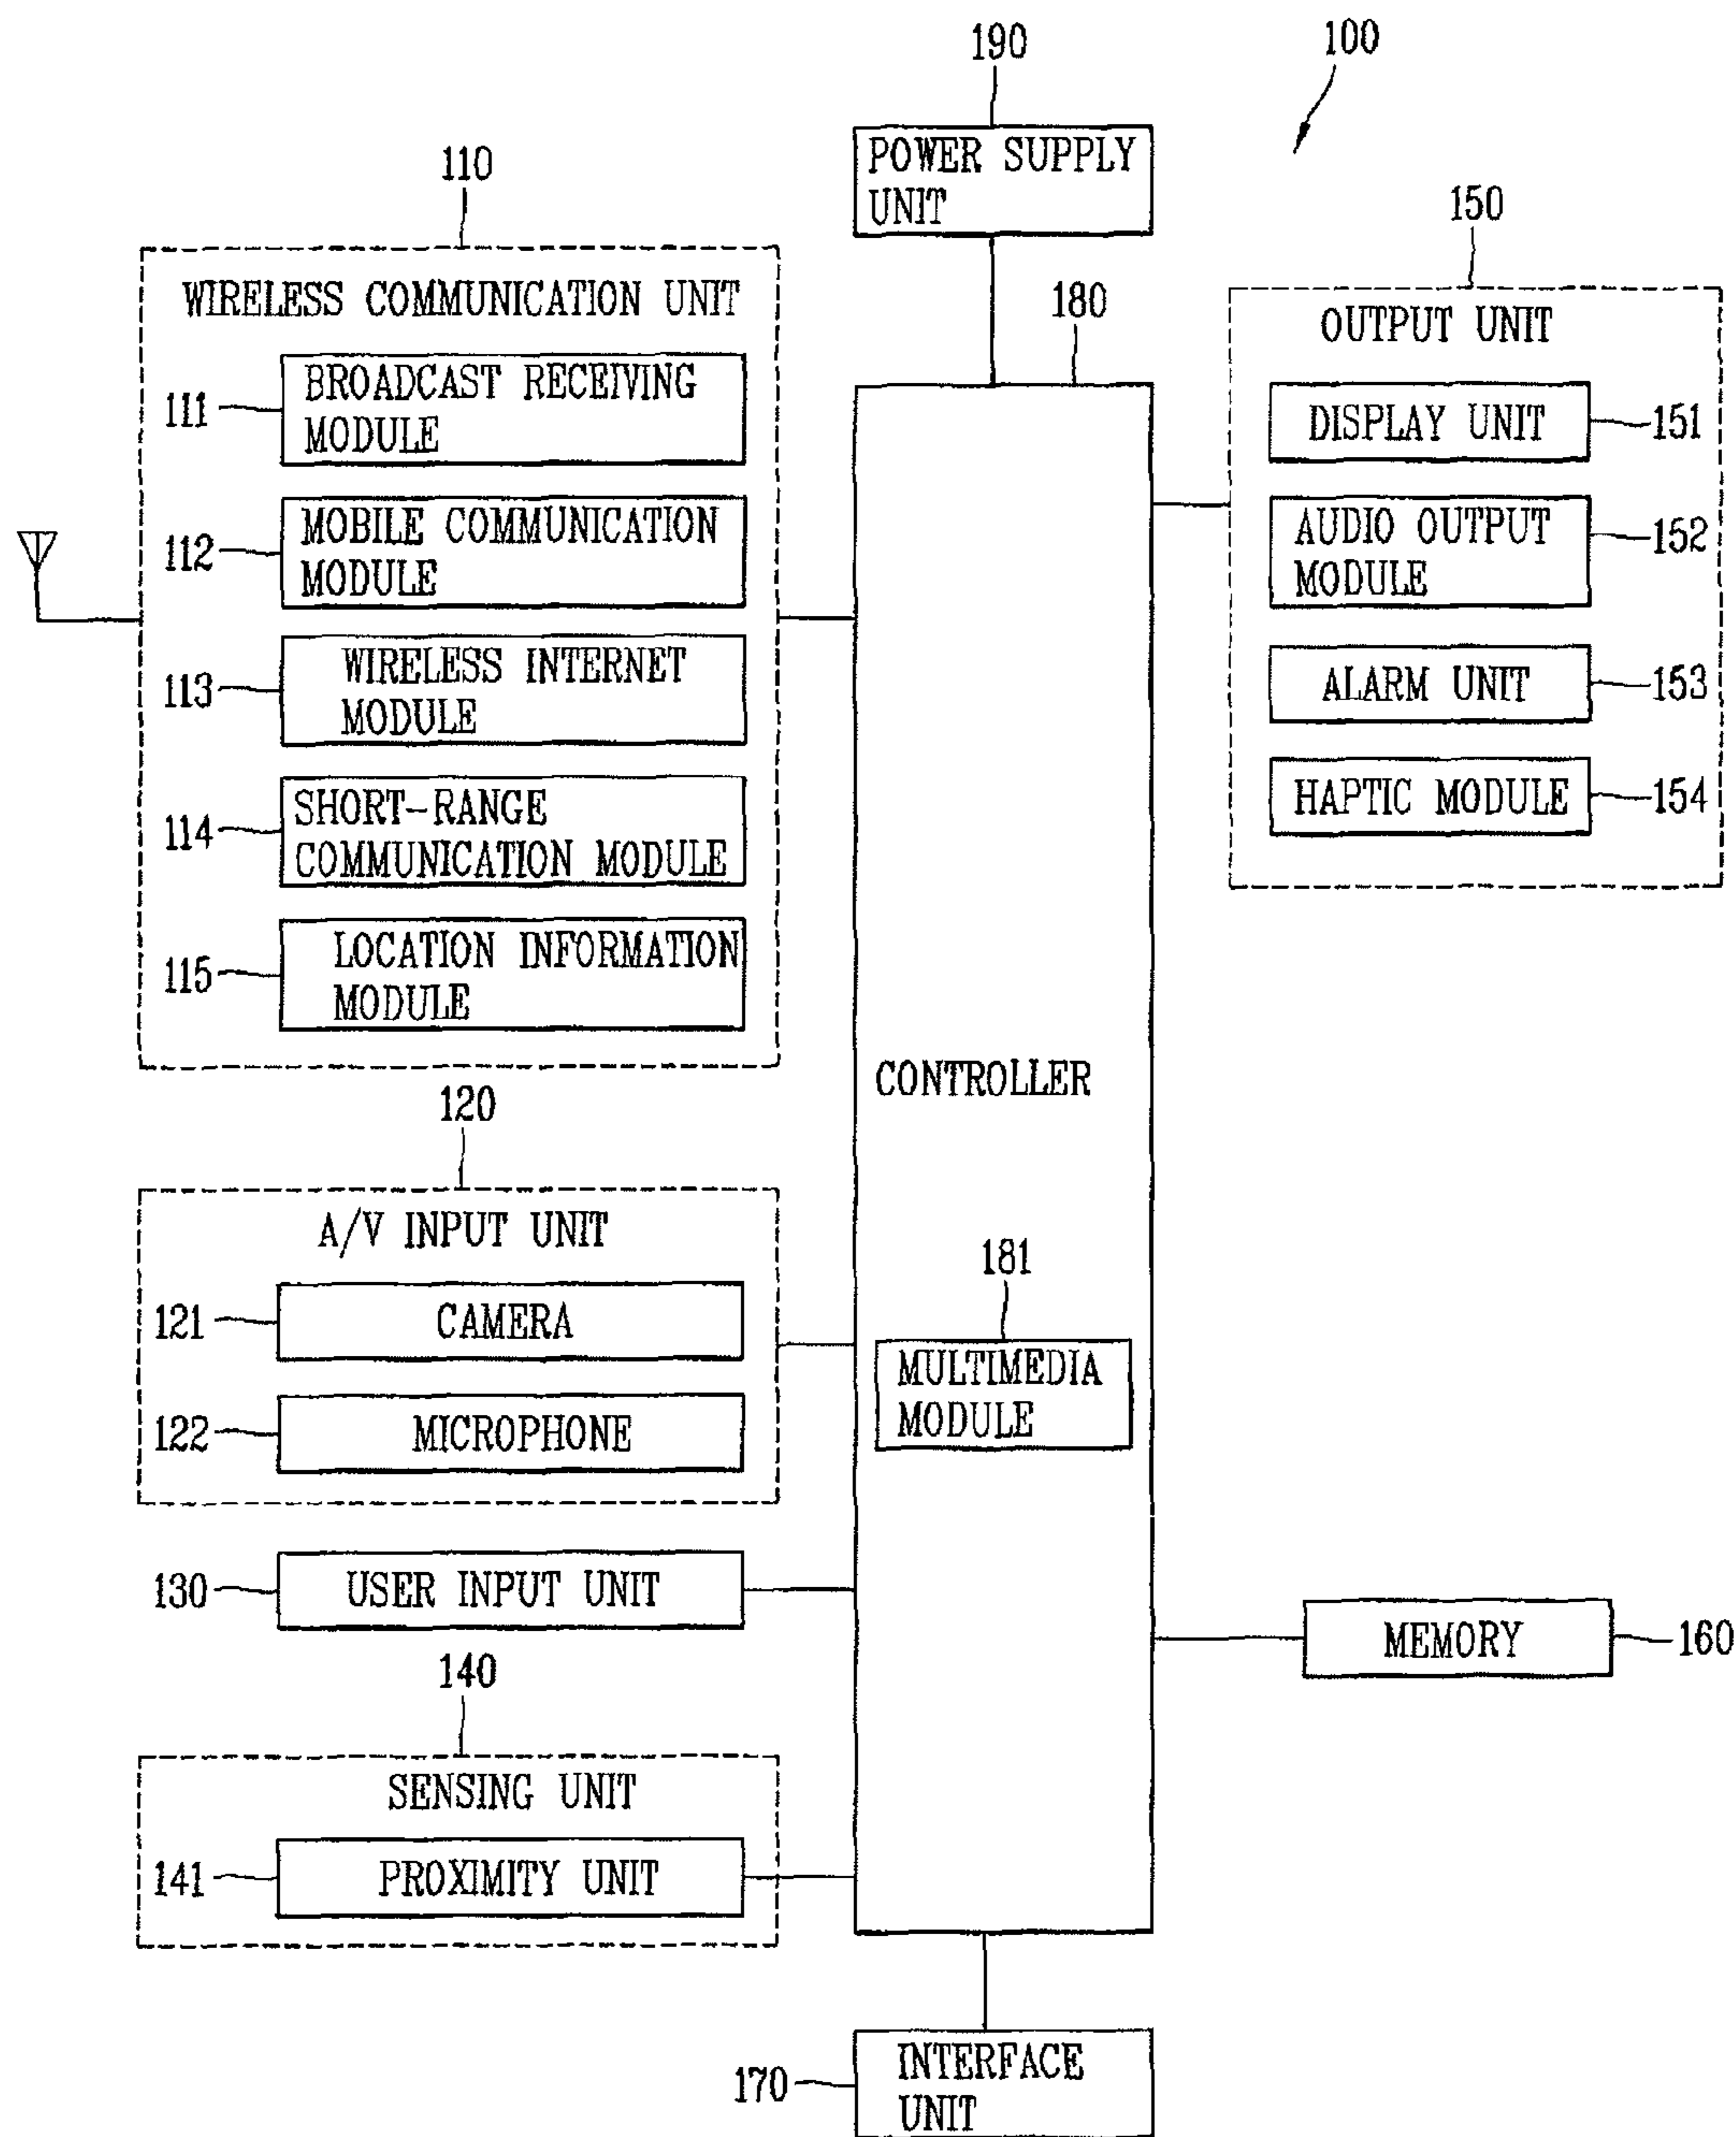 190
100
POWER SUPPLY
UNIT
110
150
WIRELESS COMMUNICATION UNIT
180
OUTPUT UNIT
111
BROADCAST RECEIVING
MODULE
DISPLAY UNIT
151
112
MOBILE COMMUNICATION
MODULE
AUDIO OUTPUT
MODULE
152
113
WIRELESS INTERNET
MODULE
ALARM UNIT
153
114
SHORT-RANGE
COMMUNICATION MODULE
HAPTIC MODULE
154
115
LOCATION INFORMATION
MODULE
CONTROLLER
120
A/V INPUT UNIT
121
CAMERA
181
MULTIMEDIA
MODULE
122
MICROPHONE
130
USER INPUT UNIT
MEMORY
160
140
SENSING UNIT
141
PROXIMITY UNIT
170
INTERFACE
UNIT